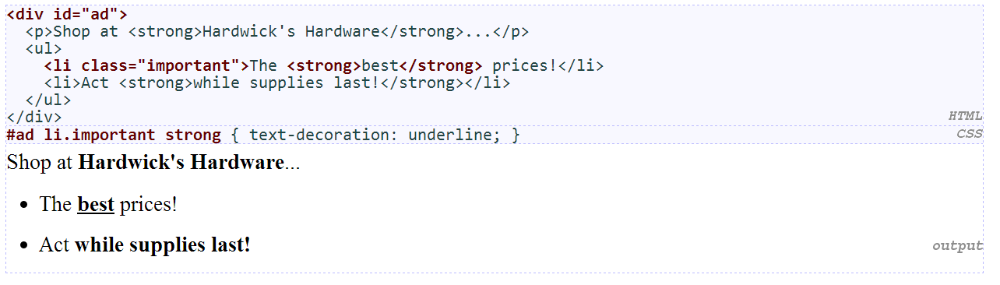 <div id="ad">
  <p>Shop at <strong>Hardwick's Hardware</strong>...</p>
  <ul>
    <li class="important">The <strong>best</strong> prices!</li>
    <li>Act <strong>while supplies last!</strong></li>
  </ul>
</div>
HTML
#ad li.important strong { text-decoration: underline; }
CSS
Shop at Hardwick's Hardware...
• The best prices!
• Act while supplies last!
output